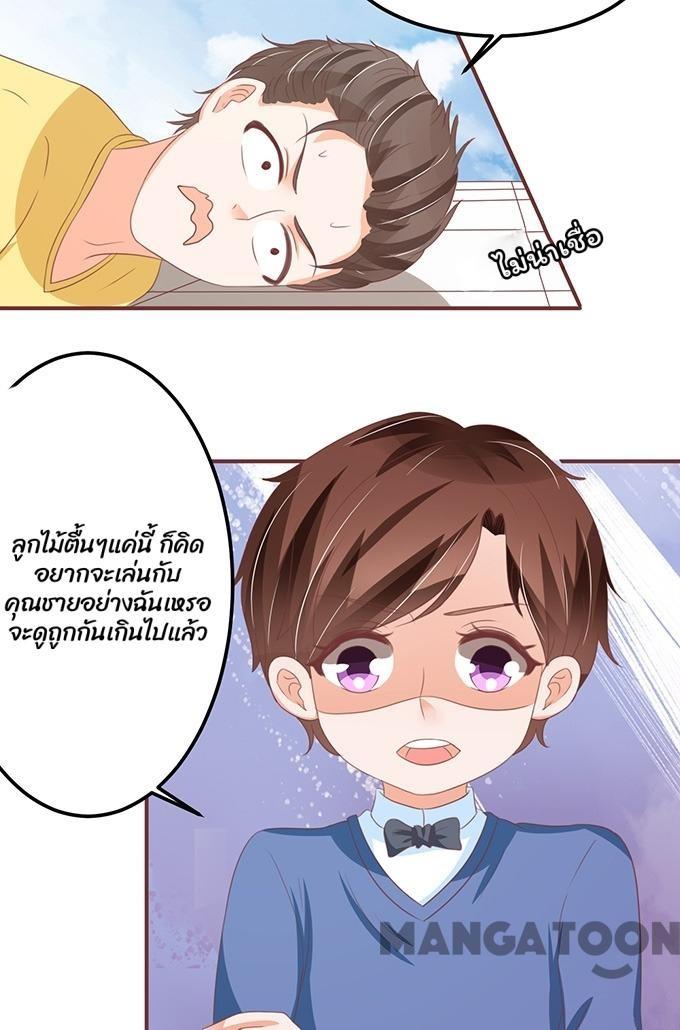 ไม่น่าเชื่อ
ลูกไม้ตื้นๆแค่นี้ ก็คิด
อยากจะเล่นกับ
คุณชายอย่างฉันเหรอ
จะดูถูกกันเกินไปแล้ว
MANGATOON